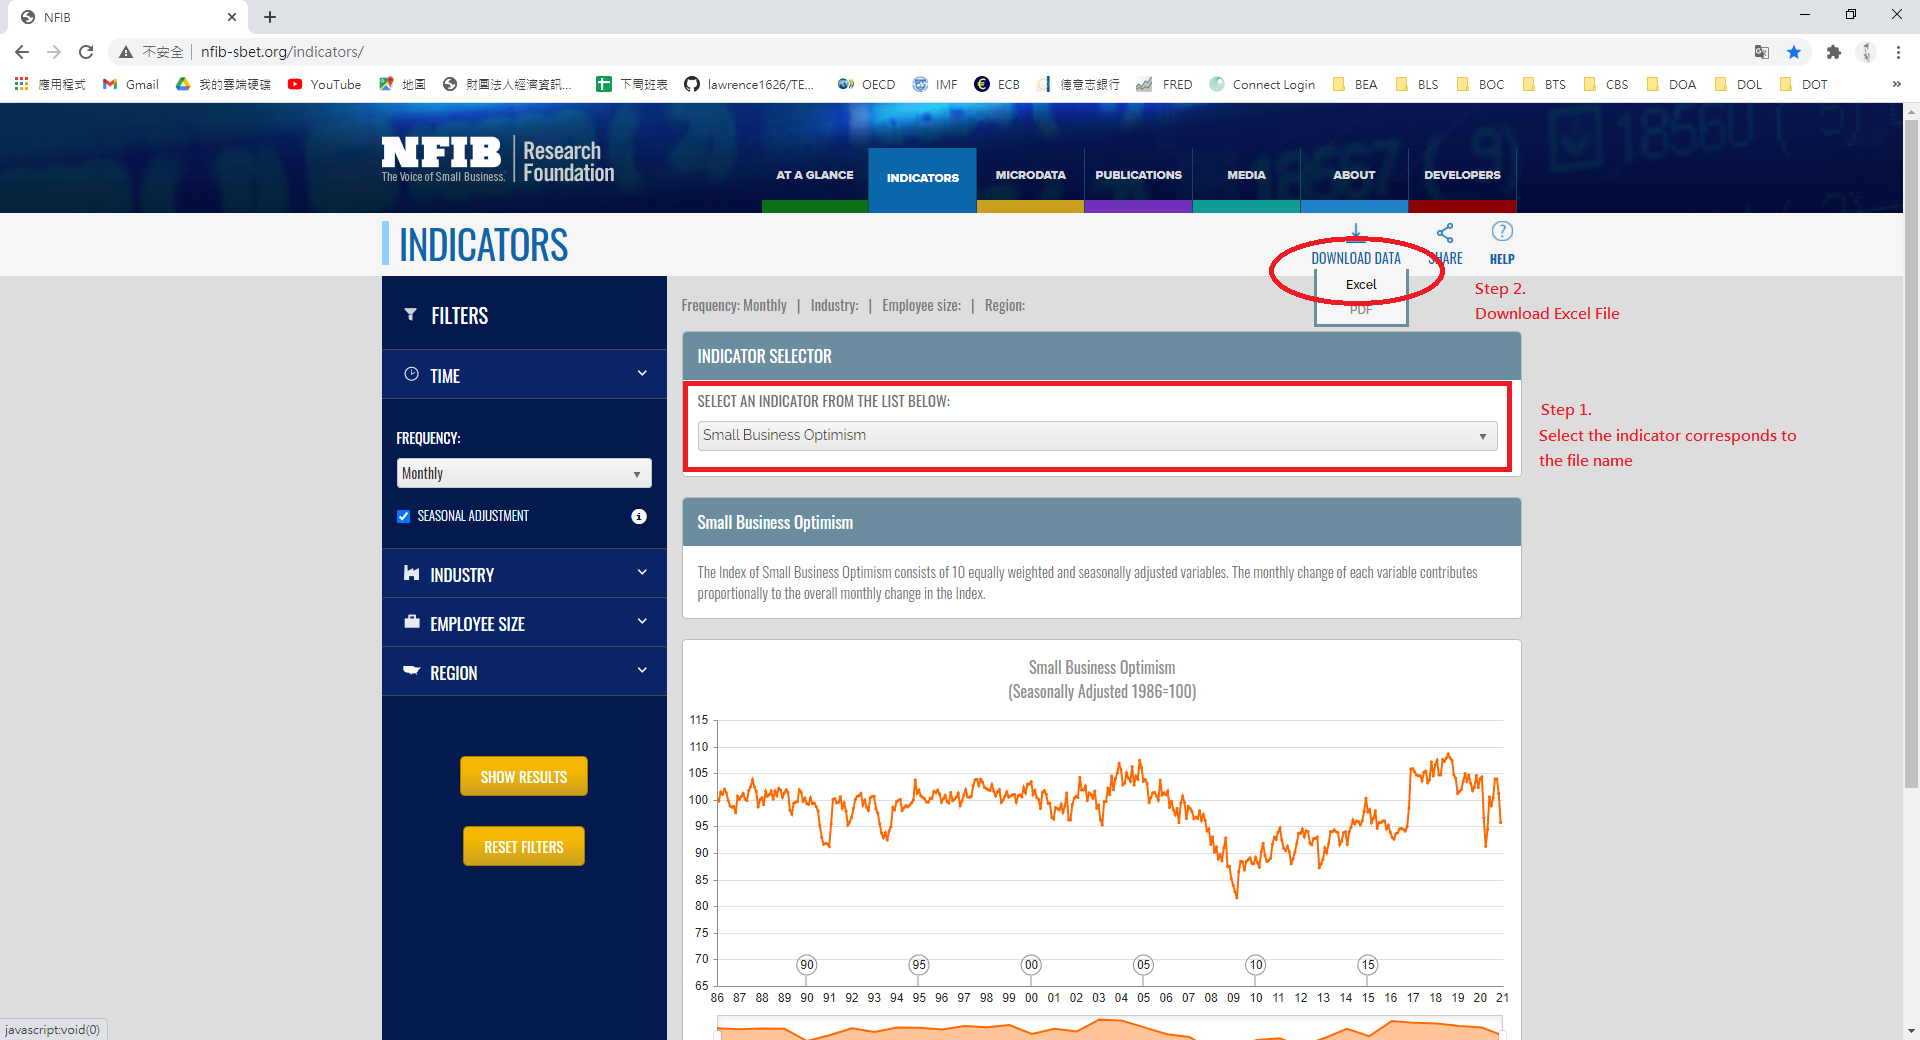 NFIB
不安全 | nfib-sbet.org/indicators/
應用程式 Gmail 我的雲端硬碟 YouTube 地圖 財團法人經濟資訊... 下周班表 lawrence1626/TE... OECD IMF ECB 德意志銀行 FRED Connect Login BEA BLS BOC BTS CBS DOA DOL DOT »
NFIB
The Voice of Small Business.
Research
Foundation
AT A GLANCE INDICATORS MICRODATA PUBLICATIONS MEDIA ABOUT DEVELOPERS
INDICATORS
DOWNLOAD DATA SHARE HELP
Excel
PDF
Step 2.
Download Excel File
FILTERS
TIME
FREQUENCY:
Monthly
SEASONAL ADJUSTMENT
INDUSTRY
EMPLOYEE SIZE
REGION
SHOW RESULTS
RESET FILTERS
Frequency: Monthly | Industry: | Employee size: | Region:
INDICATOR SELECTOR
SELECT AN INDICATOR FROM THE LIST BELOW:
Small Business Optimism
Step 1.
Select the indicator corresponds to
the file name
Small Business Optimism
The Index of Small Business Optimism consists of 10 equally weighted and seasonally adjusted variables. The monthly change of each variable contributes
proportionally to the overall monthly change in the Index.
Small Business Optimism
(Seasonally Adjusted 1986=100)
115
110
105
100
95
90
85
80
75
70
65
90 95 00 05 10 15
86 87 88 89 90 91 92 93 94 95 96 97 98 99 00 01 02 03 04 05 06 07 08 09 10 11 12 13 14 15 16 17 18 19 20 21
javascript:void(0)